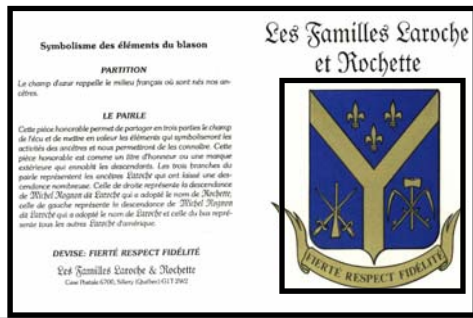 Symbolisme des éléments du blason
PARTITION
Le champ d'azur rappelle le milieu français où sont nés nos an-
cêtres.
LE PAIRLE
Cette pièce honorable permet de partager en trois parties le champ
de l'écu et de mettre en valeur les éléments qui symboliseront les
activités des ancêtres et nous permettront de les connaître. Cette
pièce honorable est comme un titre d'honneur ou une marque
extérieure qui ennoblit les descendants. Les trois branches du
pairle représentent les ancêtres Laroche qui ont laissé une des-
cendance nombreuse. Celle de droite représente la descendance
de Michel Rognon dit Laroche qui a adopté le nom de Rochette,
celle de gauche représente la descendance de Michel Rognon
dit Laroche qui a adopté le nom de Laroche et celle du bas repré-
sente tous les autres Laroche d'amérique.
DEVISE: FIERTÉ RESPECT FIDÉLITÉ
Les Familles Laroche & Rochette
Case Postale 6700, Sillery (Québec) G1T 2W2
Les Familles Laroche
et Rochette
FIERTÉ RESPECT FIDÉLITÉ